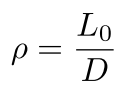 ρ = L₀ / D